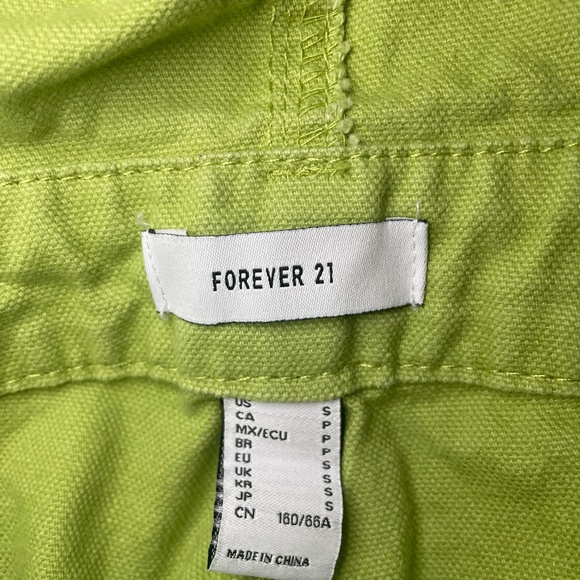 FOREVER 21
US S
CA P
MX/ECU P
BR P
EU S
UK S
KR S
JP S
CN 160/66A
MADE IN CHINA